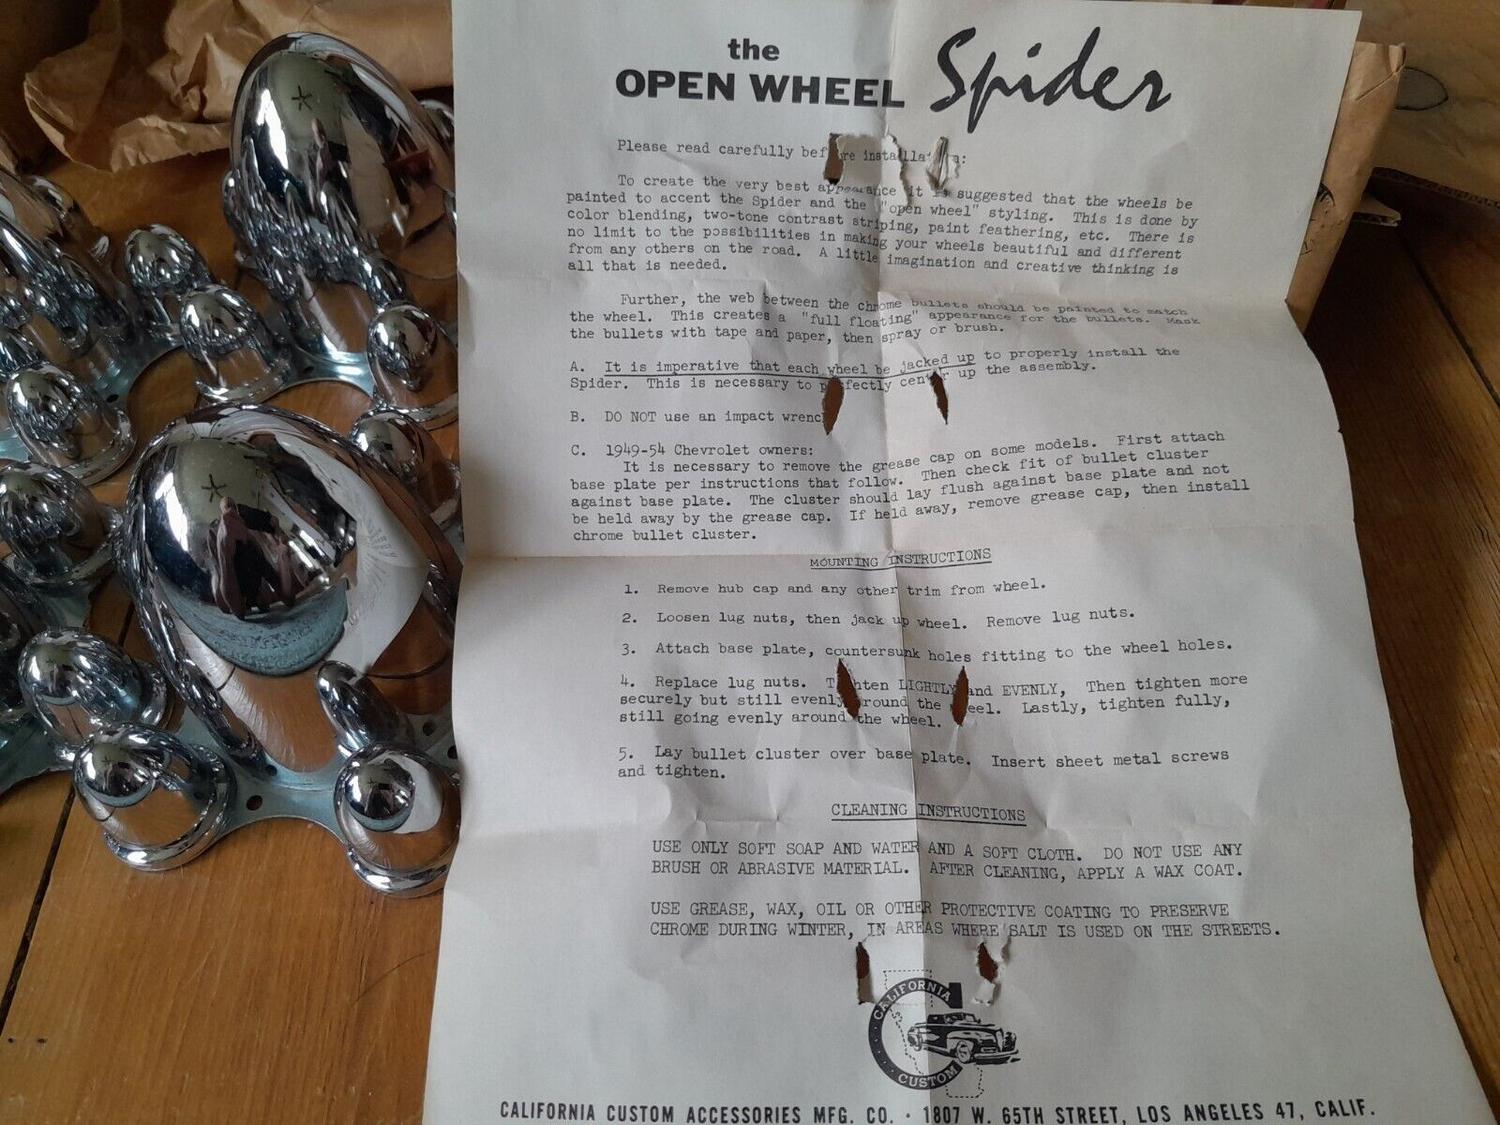 the
OPEN WHEEL Spider
Please read carefully before installation:
To create the very best appearance it is suggested that the wheels be
painted to accent the Spider and the "open wheel" styling. This is done by
color blending, two-tone contrast striping, paint feathering, etc. There is
no limit to the possibilities in making your wheels beautiful and different
from any others on the road. A little imagination and creative thinking is
all that is needed.
Further, the web between the chrome bullets should be painted to match
the wheel. This creates a "full floating" appearance for the bullets. Mask
the bullets with tape and paper, then spray or brush.
A. It is imperative that each wheel be jacked up to properly install the
Spider. This is necessary to perfectly center up the assembly.
B. DO NOT use an impact wrench
C. 1949-54 Chevrolet owners:
It is necessary to remove the grease cap on some models. First attach
base plate per instructions that follow. Then check fit of bullet cluster
against base plate. The cluster should lay flush against base plate and not
be held away by the grease cap. If held away, remove grease cap, then install
chrome bullet cluster.
MOUNTING INSTRUCTIONS
1. Remove hub cap and any other trim from wheel.
2. Loosen lug nuts, then jack up wheel. Remove lug nuts.
3. Attach base plate, countersunk holes fitting to the wheel holes.
4. Replace lug nuts. Tighten LIGHTLY and EVENLY, Then tighten more
securely but still evenly around the wheel. Lastly, tighten fully,
still going evenly around the wheel.
5. Lay bullet cluster over base plate. Insert sheet metal screws
and tighten.
CLEANING INSTRUCTIONS
USE ONLY SOFT SOAP AND WATER AND A SOFT CLOTH. DO NOT USE ANY
BRUSH OR ABRASIVE MATERIAL. AFTER CLEANING, APPLY A WAX COAT.
USE GREASE, WAX, OIL OR OTHER PROTECTIVE COATING TO PRESERVE
CHROME DURING WINTER, IN AREAS WHERE SALT IS USED ON THE STREETS.
CALIFORNIA
CUSTOM
CALIFORNIA CUSTOM ACCESSORIES MFG. CO. · 1807 W. 65TH STREET, LOS ANGELES 47, CALIF.